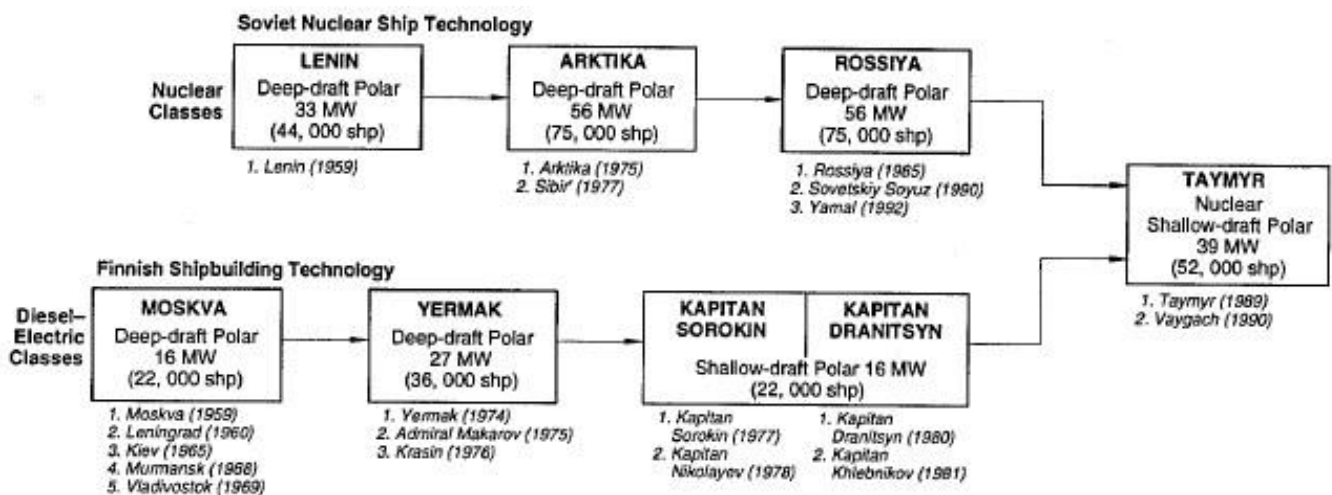 Soviet Nuclear Ship Technology
Nuclear
Classes
LENIN
Deep-draft Polar
33 MW
(44, 000 shp)
1. Lenin (1959)
ARKTIKA
Deep-draft Polar
56 MW
(75, 000 shp)
1. Arktika (1975)
2. Sibir' (1977)
ROSSIYA
Deep-draft Polar
56 MW
(75, 000 shp)
1. Rossiya (1985)
2. Sovetskiy Soyuz (1990)
3. Yamal (1992)
TAYMYR
Nuclear
Shallow-draft Polar
39 MW
(52, 000 shp)
1. Taymyr (1989)
2. Vaygach (1990)
Finnish Shipbuilding Technology
Diesel–
Electric
Classes
MOSKVA
Deep-draft Polar
16 MW
(22, 000 shp)
1. Moskva (1959)
2. Leningrad (1960)
3. Kiev (1965)
4. Murmansk (1968)
5. Vladivostok (1969)
YERMAK
Deep-draft Polar
27 MW
(36, 000 shp)
1. Yermak (1974)
2. Admiral Makarov (1975)
3. Krasin (1976)
KAPITAN
SOROKIN
KAPITAN
DRANITSYN
Shallow-draft Polar 16 MW
(22, 000 shp)
1. Kapitan
Sorokin (1977)
2. Kapitan
Nikolayev (1978)
1. Kapitan
Dranitsyn (1980)
2. Kapitan
Khlebnikov (1981)